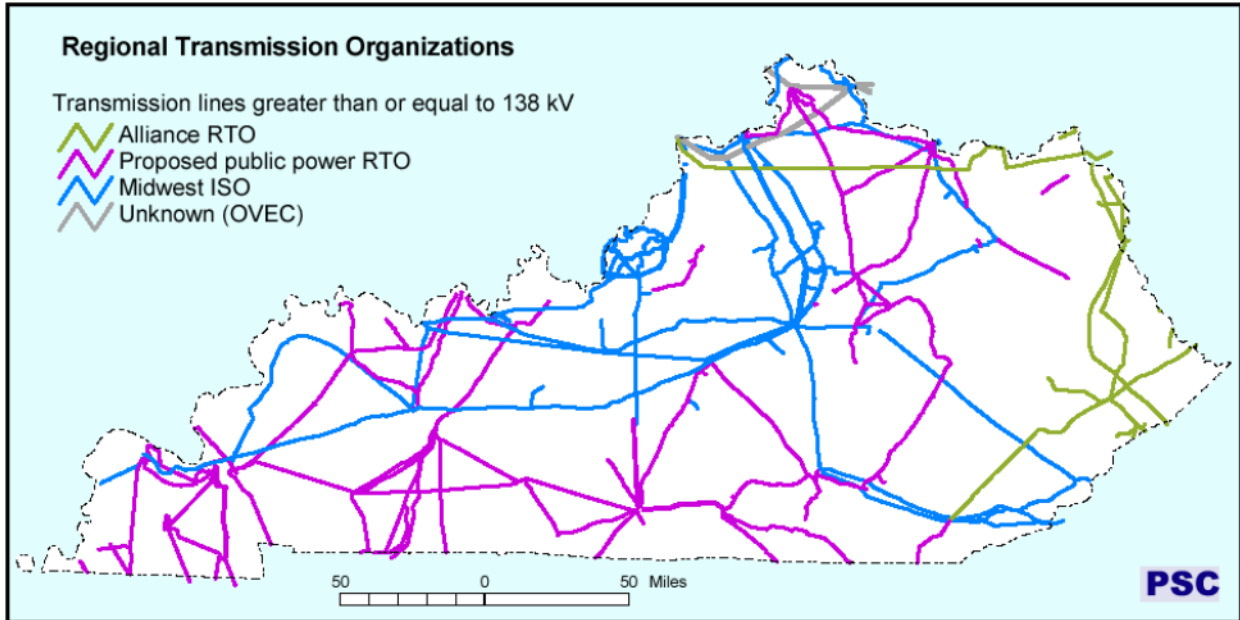 Regional Transmission Organizations
Transmission lines greater than or equal to 138 kV
Alliance RTO
Proposed public power RTO
Midwest ISO
Unknown (OVEC)
50 0 50 Miles
PSC